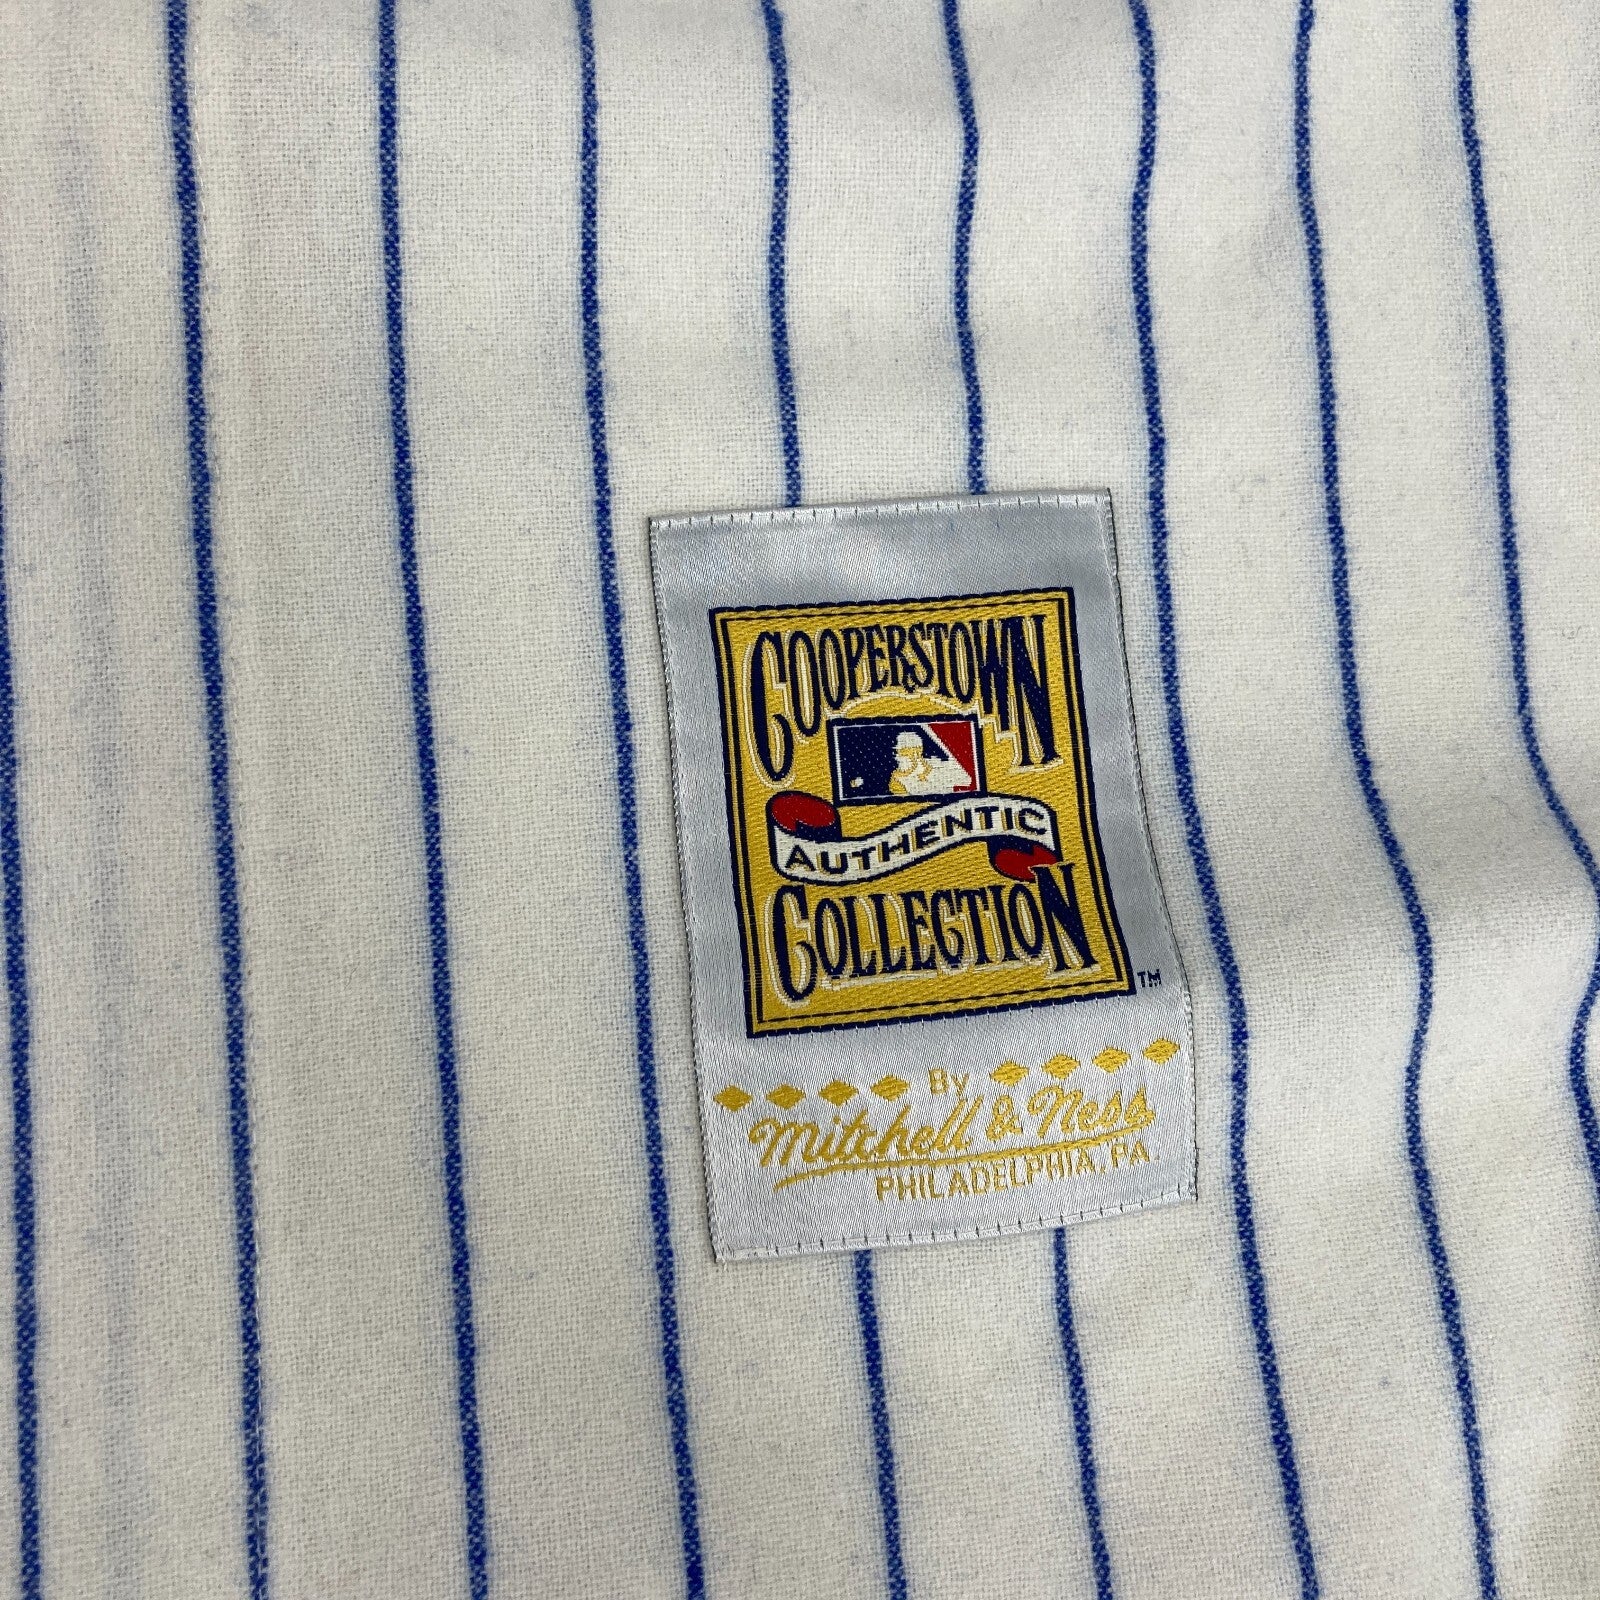 COOPERSTOWN
AUTHENTIC
COLLECTION
TM
By
Mitchell & Ness
PHILADELPHIA, PA